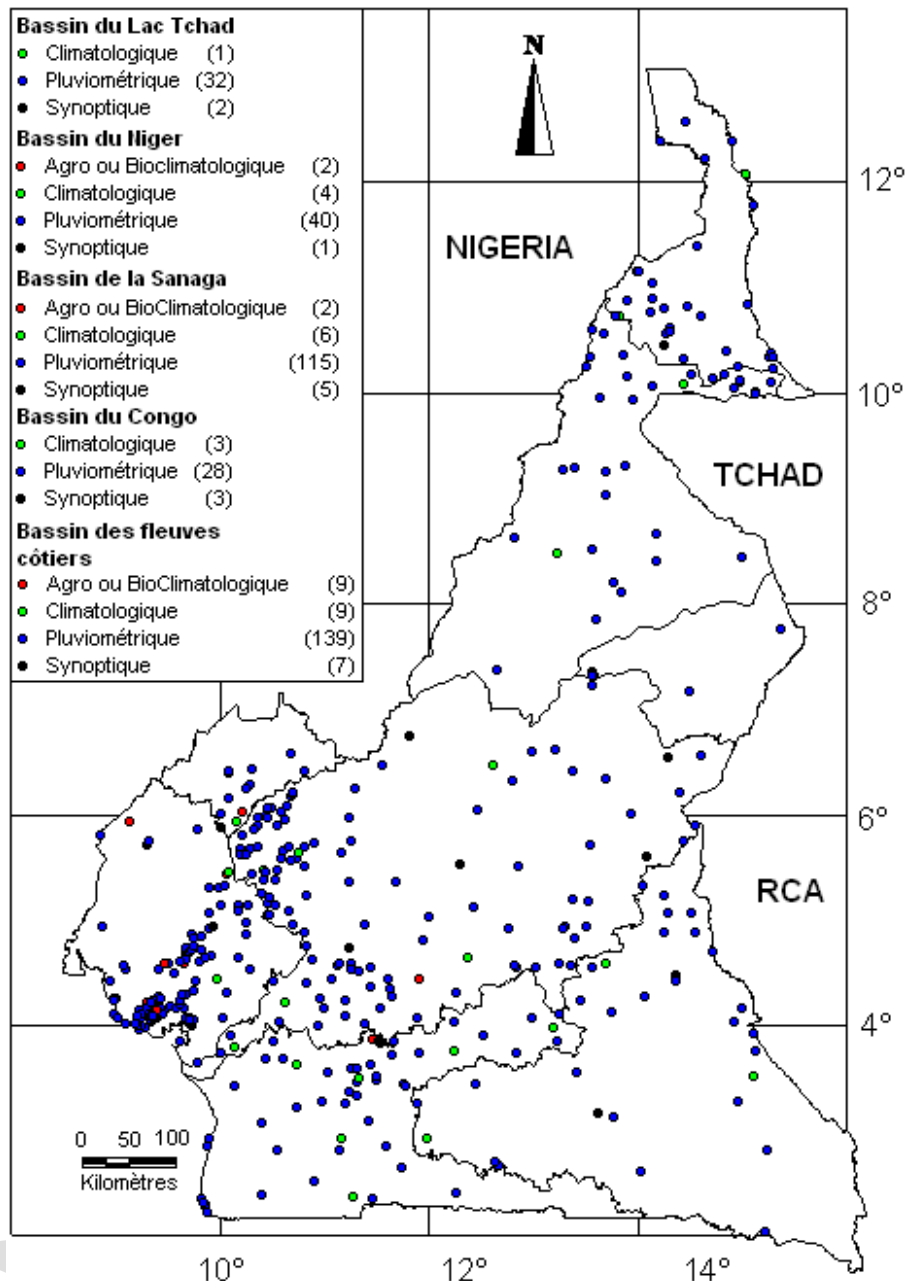 Bassin du Lac Tchad
Climatologique (1)
Pluviométrique (32)
Synoptique (2)
Bassin du Niger
Agro ou Bioclimatologique (2)
Climatologique (4)
Pluviométrique (40)
Synoptique (1)
Bassin de la Sanaga
Agro ou BioClimatologique (2)
Climatologique (6)
Pluviométrique (115)
Synoptique (5)
Bassin du Congo
Climatologique (3)
Pluviométrique (28)
Synoptique (3)
Bassin des fleuves
côtiers
Agro ou BioClimatologique (9)
Climatologique (9)
Pluviométrique (139)
Synoptique (7)
N
NIGERIA
TCHAD
RCA
12°
10°
8°
6°
4°
0 50 100
Kilomètres
10° 12° 14°